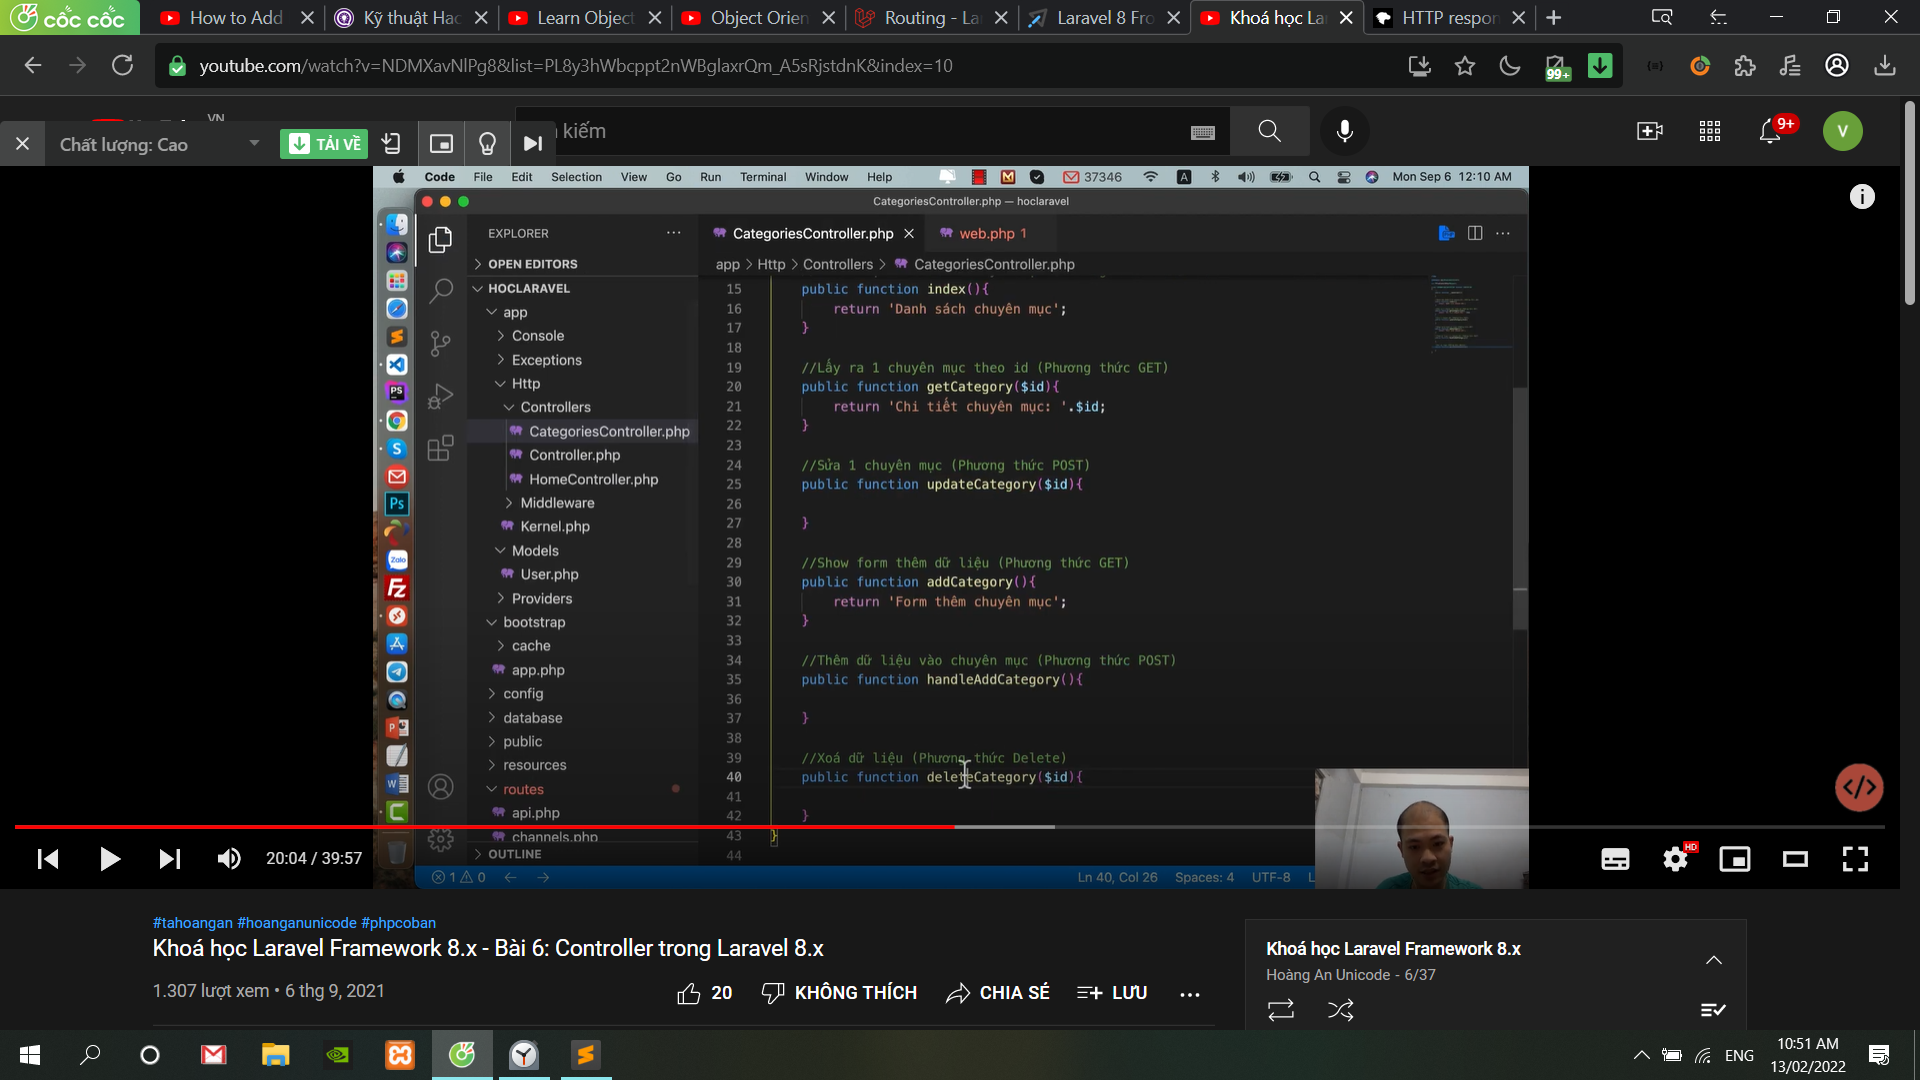 cốc cốc
How to Add
Kỹ thuật Hac
Learn Object
Object Orien
Routing - La
Laravel 8 Fro
Khoá học La
HTTP respon
youtube.com/watch?v=NDMXavNlPg8&list=PL8y3hWbcppt2nWBglaxrQm_A5sRjstdnK&index=10
99+
VN
Chất lượng: Cao
TẢI VỀ
kiếm
9+
V
Code File Edit Selection View Go Run Terminal Window Help
37346
A
Mon Sep 6 12:10 AM
CategoriesController.php — hoclaravel
EXPLORER
CategoriesController.php
web.php 1
OPEN EDITORS
app > Http > Controllers > CategoriesController.php
HOCLARAVEL
app
Console
Exceptions
Http
Controllers
CategoriesController.php
Controller.php
HomeController.php
Middleware
Kernel.php
Models
User.php
Providers
bootstrap
cache
app.php
config
database
public
resources
routes
api.php
channels.php
OUTLINE
PS
S
Ps
Zalo
Fz
15 public function index(){
16 return 'Danh sách chuyên mục';
17 }
18
19 //Lấy ra 1 chuyên mục theo id (Phương thức GET)
20 public function getCategory($id){
21 return 'Chi tiết chuyên mục: '.$id;
22 }
23
24 //Sửa 1 chuyên mục (Phương thức POST)
25 public function updateCategory($id){
26
27 }
28
29 //Show form thêm dữ liệu (Phương thức GET)
30 public function addCategory(){
31 return 'Form thêm chuyên mục';
32 }
33
34 //Thêm dữ liệu vào chuyên mục (Phương thức POST)
35 public function handleAddCategory(){
36
37 }
38
39 //Xoá dữ liệu (Phương thức Delete)
40 public function deleteCategory($id){
41
42 }
43 }
44
1 0
Ln 40, Col 26 Spaces: 4 UTF-8 L
</>
20:04 / 39:57
HD
#tahoangan #hoanganunicode #phpcoban
Khoá học Laravel Framework 8.x - Bài 6: Controller trong Laravel 8.x
1.307 lượt xem • 6 thg 9, 2021
20
KHÔNG THÍCH
CHIA SẺ
LƯU
Khoá học Laravel Framework 8.x
Hoàng An Unicode - 6/37
ENG
10:51 AM
13/02/2022